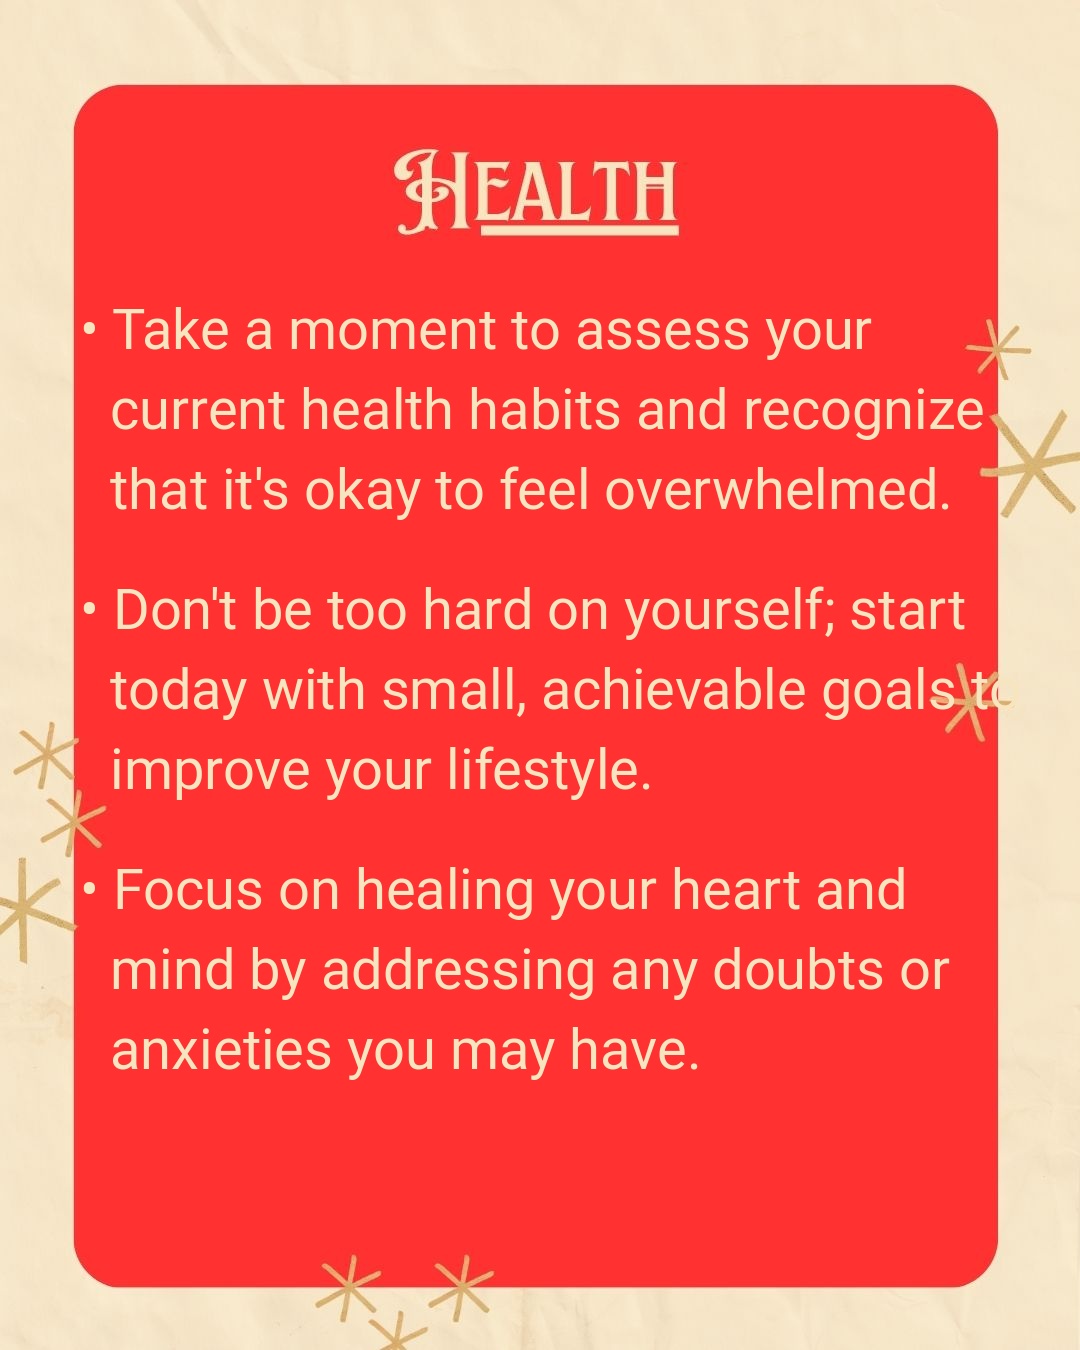 Health
• Take a moment to assess your
current health habits and recognize
that it's okay to feel overwhelmed.
• Don't be too hard on yourself; start
today with small, achievable goals to
improve your lifestyle.
• Focus on healing your heart and
mind by addressing any doubts or
anxieties you may have.